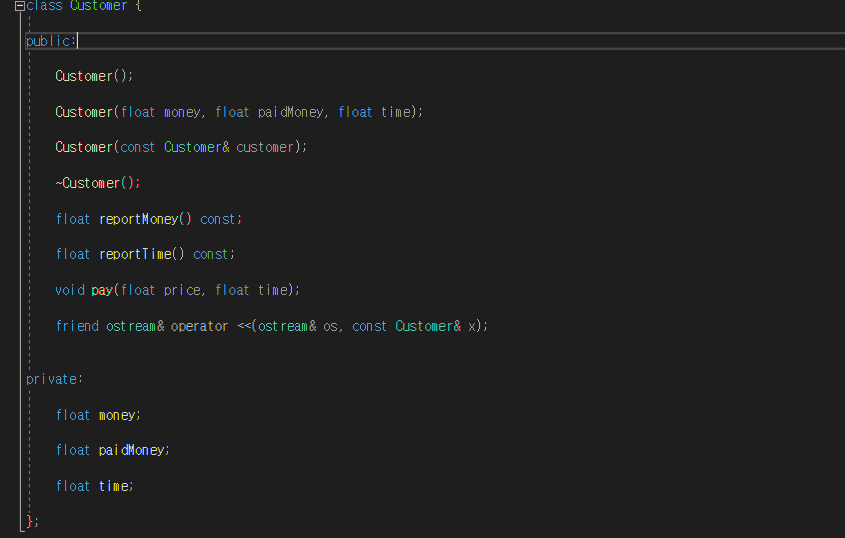 class Customer {
public:
Customer();
Customer(float money, float paidMoney, float time);
Customer(const Customer& customer);
~Customer();
float reportMoney() const;
float reportTime() const;
void pay(float price, float time);
friend ostream& operator <<(ostream& os, const Customer& x);
private:
float money;
float paidMoney;
float time;
};